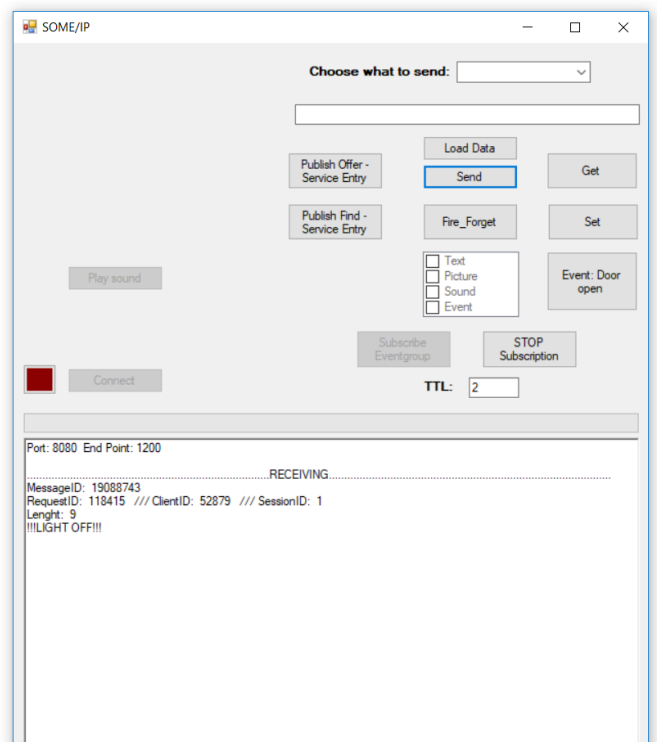 SOME/IP
Choose what to send:
Load Data
Publish Offer -
Service Entry
Send
Get
Publish Find -
Service Entry
Fire_Forget
Set
Play sound
Text
Picture
Sound
Event
Event: Door
open
Subscribe
Eventgroup
STOP
Subscription
Connect
TTL: 2
Port: 8080 End Point: 1200
...RECEIVING...
MessageID: 19088743
RequestID: 118415 /// ClientID: 52879 /// SessionID: 1
Lenght: 9
!!!LIGHT OFF!!!